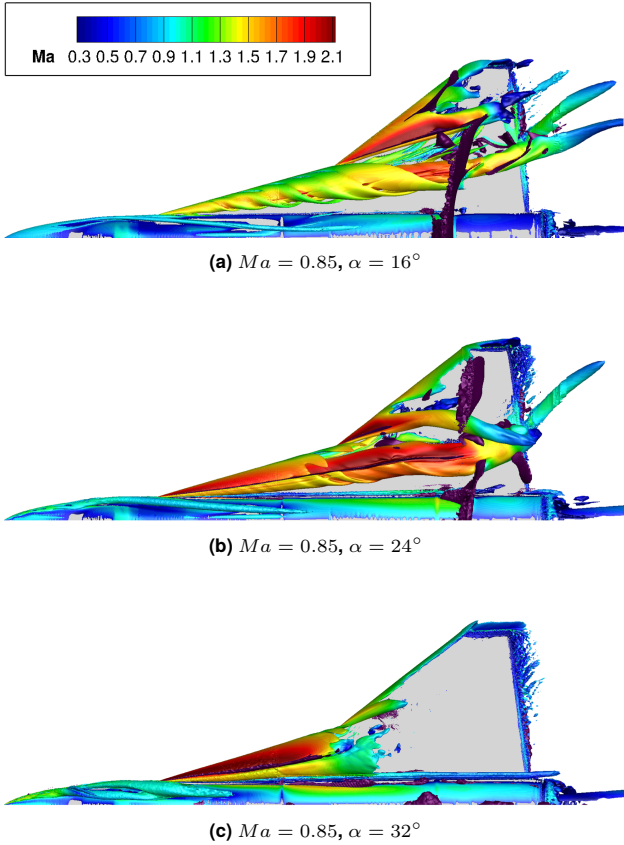 Ma 0.3 0.5 0.7 0.9 1.1 1.3 1.5 1.7 1.9 2.1
(a) Ma = 0.85, α = 16°
(b) Ma = 0.85, α = 24°
(c) Ma = 0.85, α = 32°